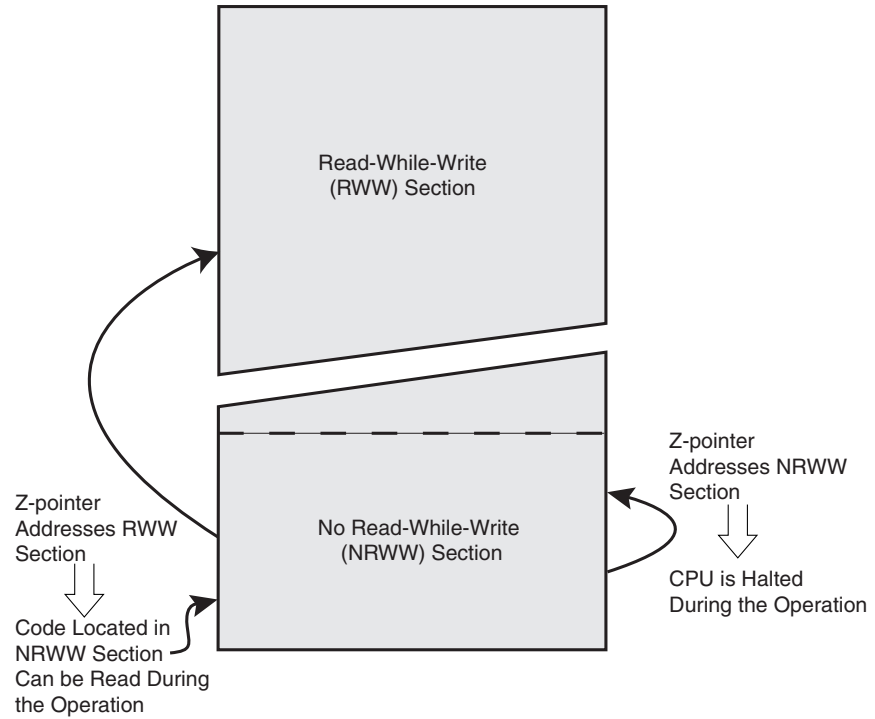 Read-While-Write
(RWW) Section
Z-pointer
Addresses NRWW
Section
Z-pointer
Addresses RWW
Section
No Read-While-Write
(NRWW) Section
CPU is Halted
During the Operation
Code Located in
NRWW Section
Can be Read During
the Operation